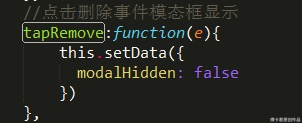 //点击删除事件模态框显示
tapRemove:function(e){
this.setData({
modalHidden: false
})
},